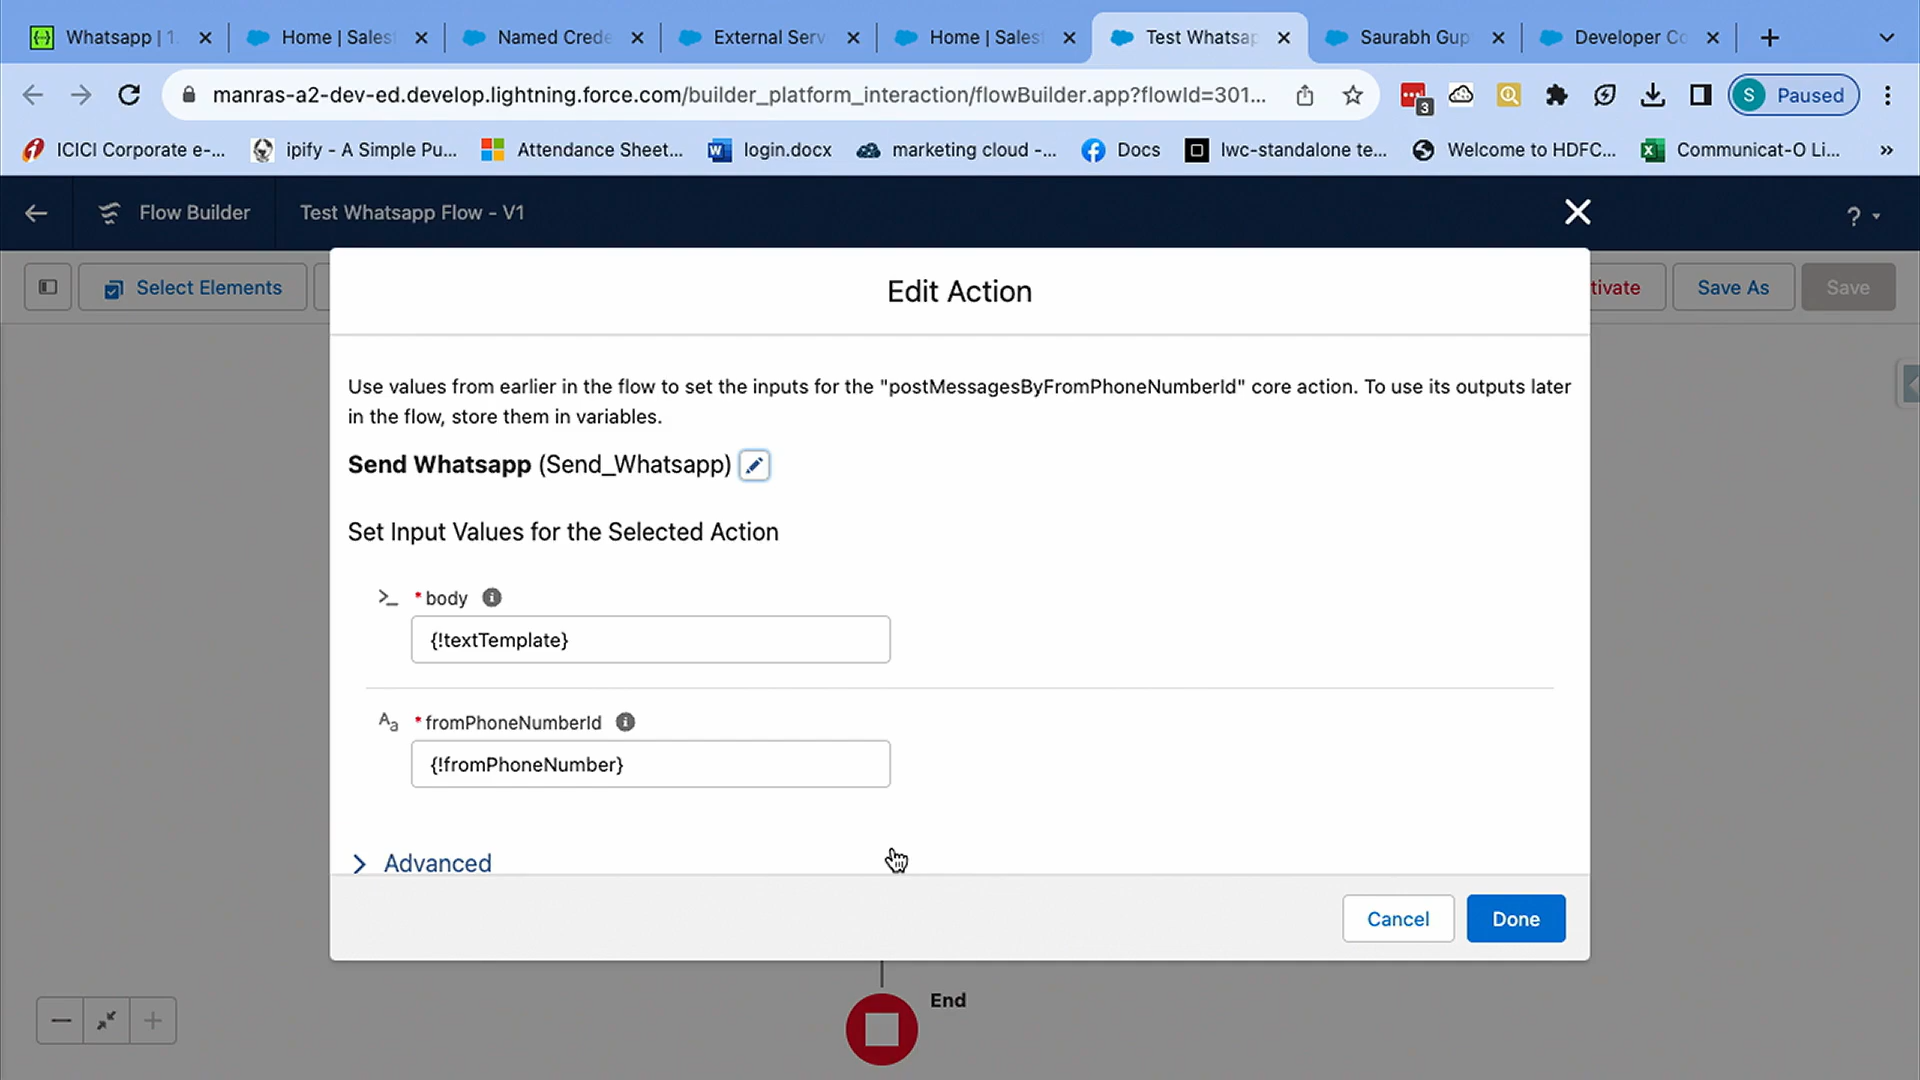 Whatsapp | 1.
Home | Sales
Named Crede
External Serv
Home | Sales
Test Whatsap
Saurabh Gup
Developer Co
manras-a2-dev-ed.develop.lightning.force.com/builder_platform_interaction/flowBuilder.app?flowId=301...
3
S
Paused
ICICI Corporate e-...
ipify - A Simple Pu...
Attendance Sheet...
login.docx
marketing cloud -...
Docs
lwc-standalone te...
Welcome to HDFC...
Communicat-O Li...
»
Flow Builder
Test Whatsapp Flow - V1
?
Select Elements
tivate
Save As
Save
Edit Action
Use values from earlier in the flow to set the inputs for the "postMessagesByFromPhoneNumberId" core action. To use its outputs later
in the flow, store them in variables.
Send Whatsapp (Send_Whatsapp)
Set Input Values for the Selected Action
* body
{!textTemplate}
Aa * fromPhoneNumberId
{!fromPhoneNumber}
Advanced
Cancel
Done
End